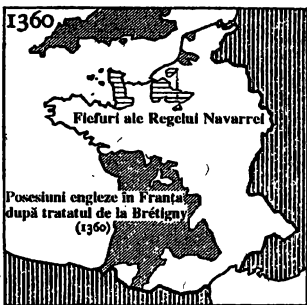 1360
Fiefuri ale Regelui Navarrei
Posesiuni engleze în Franța
după tratatul de la Brétigny
(1360)